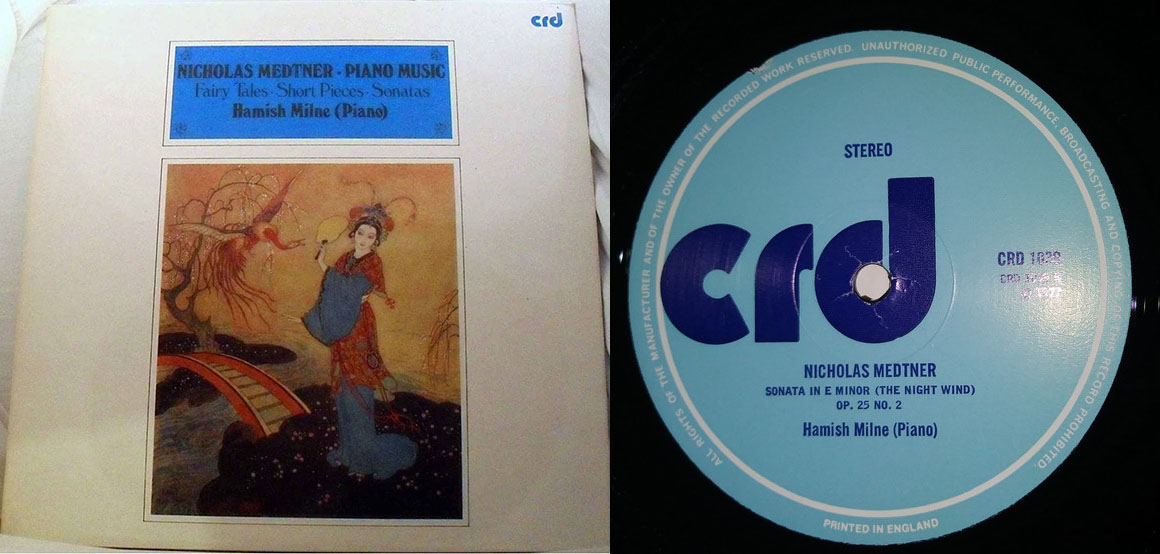 crd
NICHOLAS MEDTNER · PIANO MUSIC
Fairy Tales · Short Pieces · Sonatas
Hamish Milne (Piano)
ALL RIGHTS OF THE MANUFACTURER AND OF THE OWNER OF THE RECORDED WORK RESERVED. UNAUTHORIZED PUBLIC PERFORMANCE, BROADCASTING AND COPYING OF THIS RECORD PROHIBITED.
STEREO
crd
CRD
CRD
NICHOLAS MEDTNER
SONATA IN E MINOR (THE NIGHT WIND)
OP. 25 NO. 2
Hamish Milne (Piano)
PRINTED IN ENGLAND